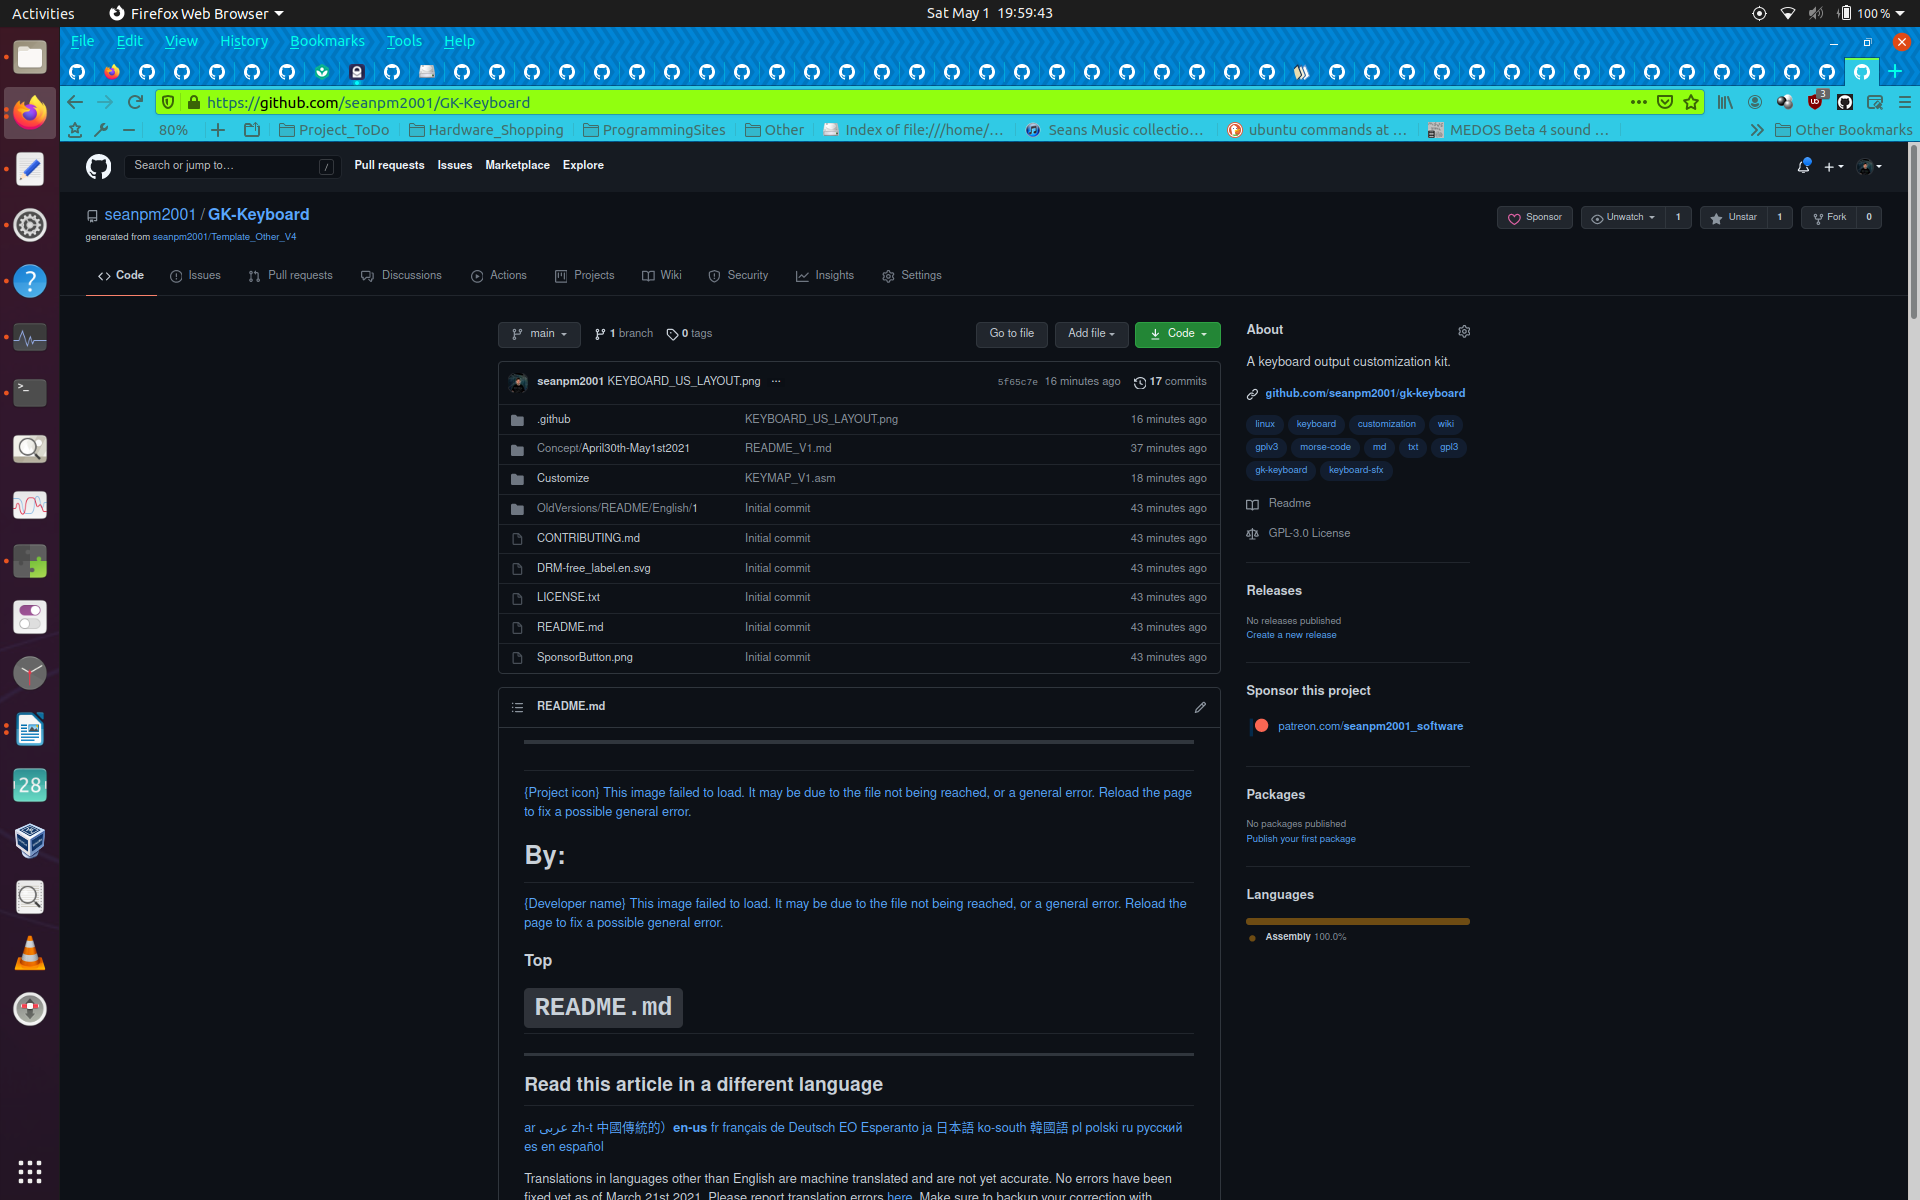 Activities
Firefox Web Browser
Sat May 1 19:59:43
100 %
File Edit View History Bookmarks Tools Help
https://github.com/seanpm2001/GK-Keyboard
3
80%
Project_ToDo
Hardware_Shopping
ProgrammingSites
Other
Index of file:///home/...
Seans Music collectio...
ubuntu commands at ...
MEDOS Beta 4 sound ...
Other Bookmarks
Search or jump to...
/
Pull requests Issues Marketplace Explore
seanpm2001 / GK-Keyboard
generated from seanpm2001/Template_Other_V4
Sponsor
Unwatch 1
Unstar 1
Fork 0
Code Issues Pull requests Discussions Actions Projects Wiki Security Insights Settings
main 1 branch 0 tags
Go to file Add file Code
seanpm2001 KEYBOARD_US_LAYOUT.png ... 5f65c7e 16 minutes ago 17 commits
.github KEYBOARD_US_LAYOUT.png 16 minutes ago
Concept/April30th-May1st2021 README_V1.md 37 minutes ago
Customize KEYMAP_V1.asm 18 minutes ago
OldVersions/README/English/1 Initial commit 43 minutes ago
CONTRIBUTING.md Initial commit 43 minutes ago
DRM-free_label.en.svg Initial commit 43 minutes ago
LICENSE.txt Initial commit 43 minutes ago
README.md Initial commit 43 minutes ago
SponsorButton.png Initial commit 43 minutes ago
README.md
{Project icon} This image failed to load. It may be due to the file not being reached, or a general error. Reload the page
to fix a possible general error.
By:
{Developer name} This image failed to load. It may be due to the file not being reached, or a general error. Reload the
page to fix a possible general error.
Top
README.md
Read this article in a different language
ar عربى zh-t 中國傳統的） en-us fr français de Deutsch EO Esperanto ja 日本語 ko-south 韓國語 pl polski ru русский
es en español
Translations in languages other than English are machine translated and are not yet accurate. No errors have been
fixed yet as of March 21st 2021. Please report translation errors here. Make sure to backup your correction with
About
A keyboard output customization kit.
github.com/seanpm2001/gk-keyboard
linux keyboard customization wiki
gplv3 morse-code md txt gpl3
gk-keyboard keyboard-sfx
Readme
GPL-3.0 License
Releases
No releases published
Create a new release
Sponsor this project
patreon.com/seanpm2001_software
Packages
No packages published
Publish your first package
Languages
Assembly 100.0%
28